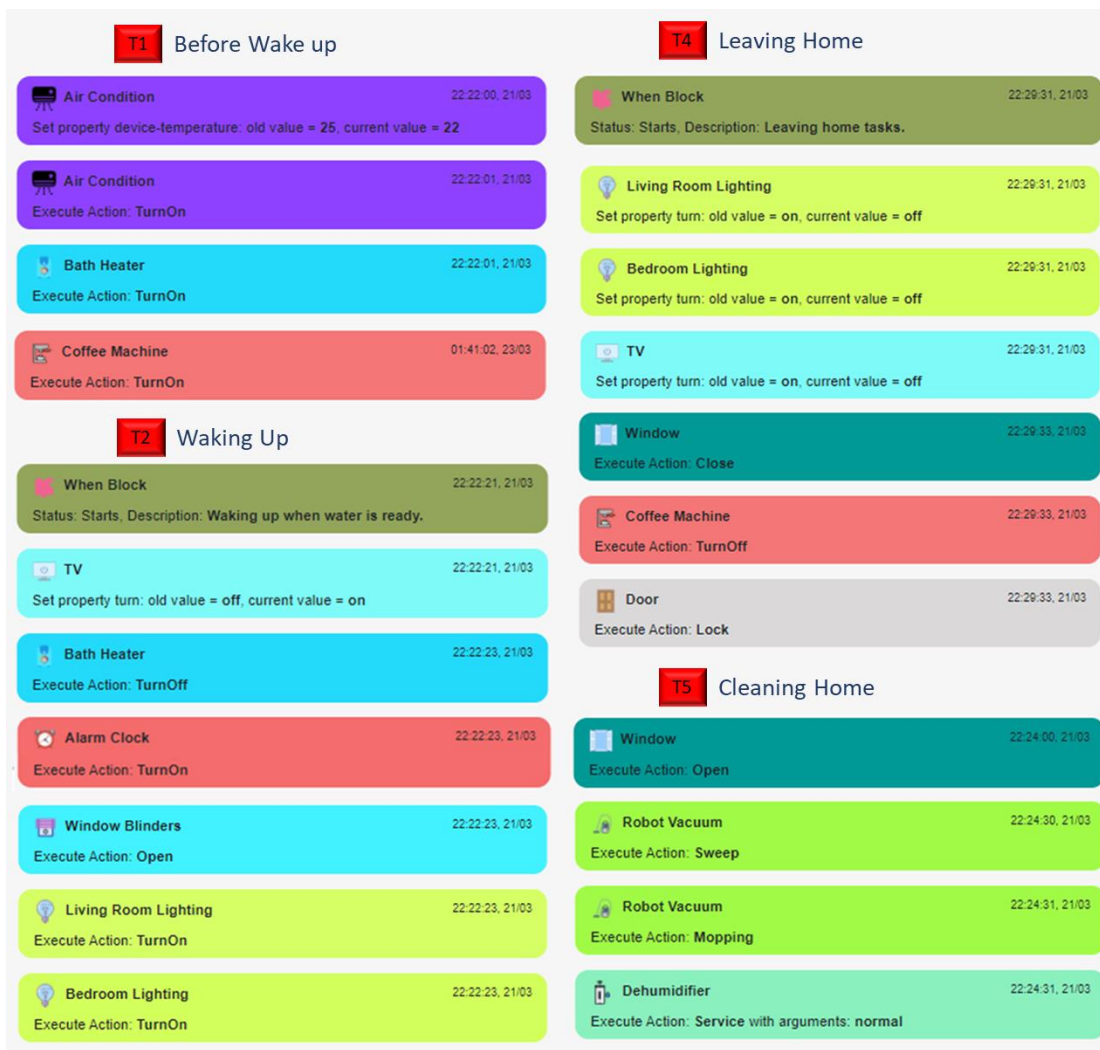 T1 Before Wake up
Air Condition 22:22:00, 21/03
Set property device-temperature: old value = 25, current value = 22
Air Condition 22:22:01, 21/03
Execute Action: TurnOn
Bath Heater 22:22:01, 21/03
Execute Action: TurnOn
Coffee Machine 01:41:02, 23/03
Execute Action: TurnOn
T2 Waking Up
When Block 22:22:21, 21/03
Status: Starts, Description: Waking up when water is ready.
TV 22:22:21, 21/03
Set property turn: old value = off, current value = on
Bath Heater 22:22:23, 21/03
Execute Action: TurnOff
Alarm Clock 22:22:23, 21/03
Execute Action: TurnOn
Window Blinders 22:22:23, 21/03
Execute Action: Open
Living Room Lighting 22:22:23, 21/03
Execute Action: TurnOn
Bedroom Lighting 22:22:23, 21/03
Execute Action: TurnOn
T4 Leaving Home
When Block 22:29:31, 21/03
Status: Starts, Description: Leaving home tasks.
Living Room Lighting 22:29:31, 21/03
Set property turn: old value = on, current value = off
Bedroom Lighting 22:29:31, 21/03
Set property turn: old value = on, current value = off
TV 22:29:31, 21/03
Set property turn: old value = on, current value = off
Window 22:29:33, 21/03
Execute Action: Close
Coffee Machine 22:29:33, 21/03
Execute Action: TurnOff
Door 22:29:33, 21/03
Execute Action: Lock
T5 Cleaning Home
Window 22:24:00, 21/03
Execute Action: Open
Robot Vacuum 22:24:30, 21/03
Execute Action: Sweep
Robot Vacuum 22:24:31, 21/03
Execute Action: Mopping
Dehumidifier 22:24:31, 21/03
Execute Action: Service with arguments: normal